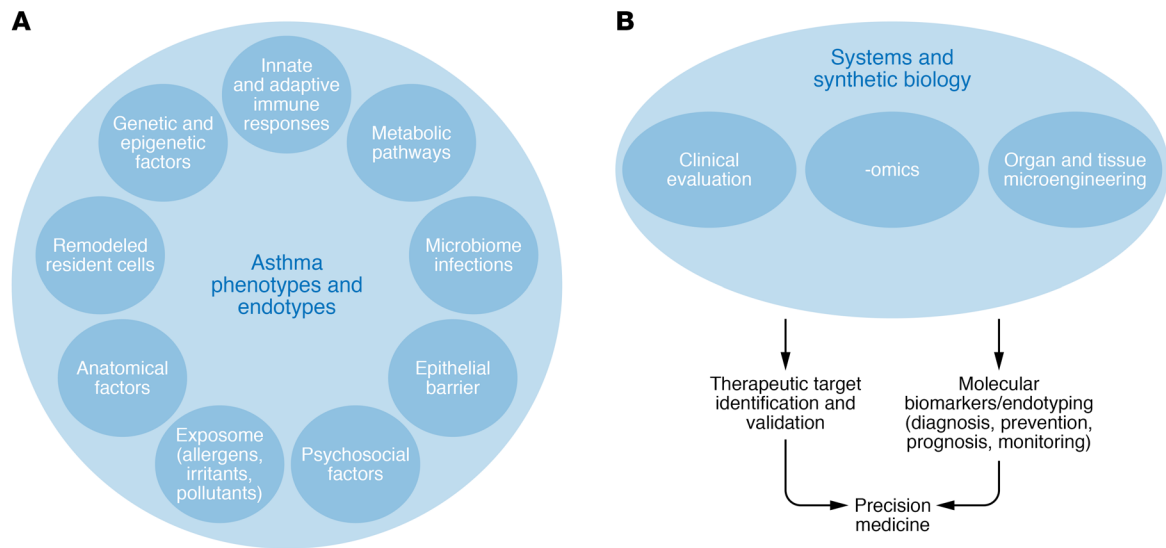 A
Innate
and adaptive
immune
responses
Metabolic
pathways
Microbiome
infections
Epithelial
barrier
Psychosocial
factors
Exposome
(allergens,
irritants,
pollutants)
Anatomical
factors
Remodeled
resident cells
Genetic and
epigenetic
factors
Asthma
phenotypes and
endotypes
B
Systems and
synthetic biology
Clinical
evaluation
-omics
Organ and tissue
microengineering
Therapeutic target
identification and
validation
Molecular
biomarkers/endotyping
(diagnosis, prevention,
prognosis, monitoring)
Precision
medicine